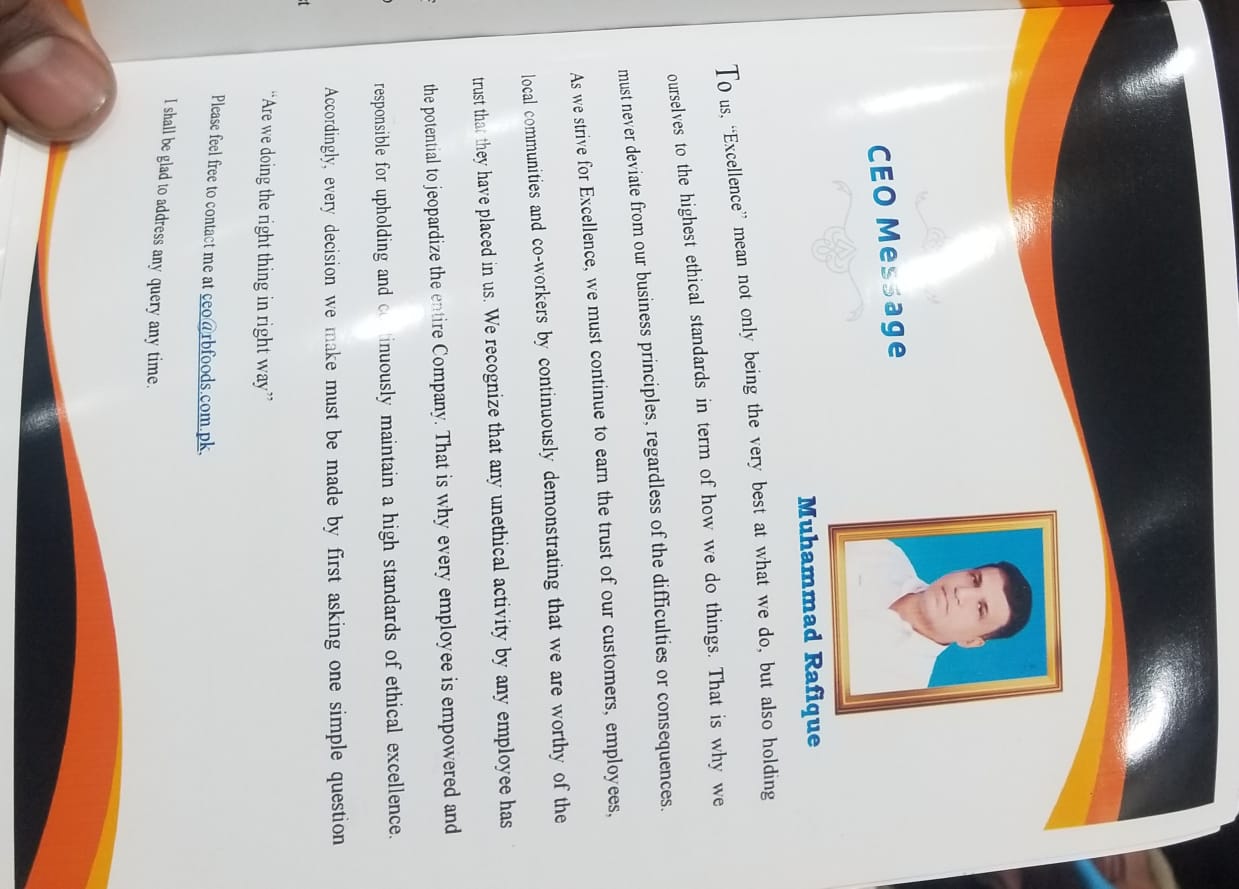 CEO Message
Muhammad Rafique
To us, “Excellence” mean not only being the very best at what we do, but also holding
ourselves to the highest ethical standards in term of how we do things. That is why we
must never deviate from our business principles, regardless of the difficulties or consequences.
As we strive for Excellence, we must continue to earn the trust of our customers, employees,
local communities and co-workers by continuously demonstrating that we are worthy of the
trust that they have placed in us. We recognize that any unethical activity by any employee has
the potential to jeopardize the entire Company. That is why every employee is empowered and
responsible for upholding and continuously maintain a high standards of ethical excellence.
Accordingly, every decision we make must be made by first asking one simple question
“Are we doing the right thing in right way”
Please feel free to contact me at ceo@rbfoods.com.pk,
I shall be glad to address any query any time.